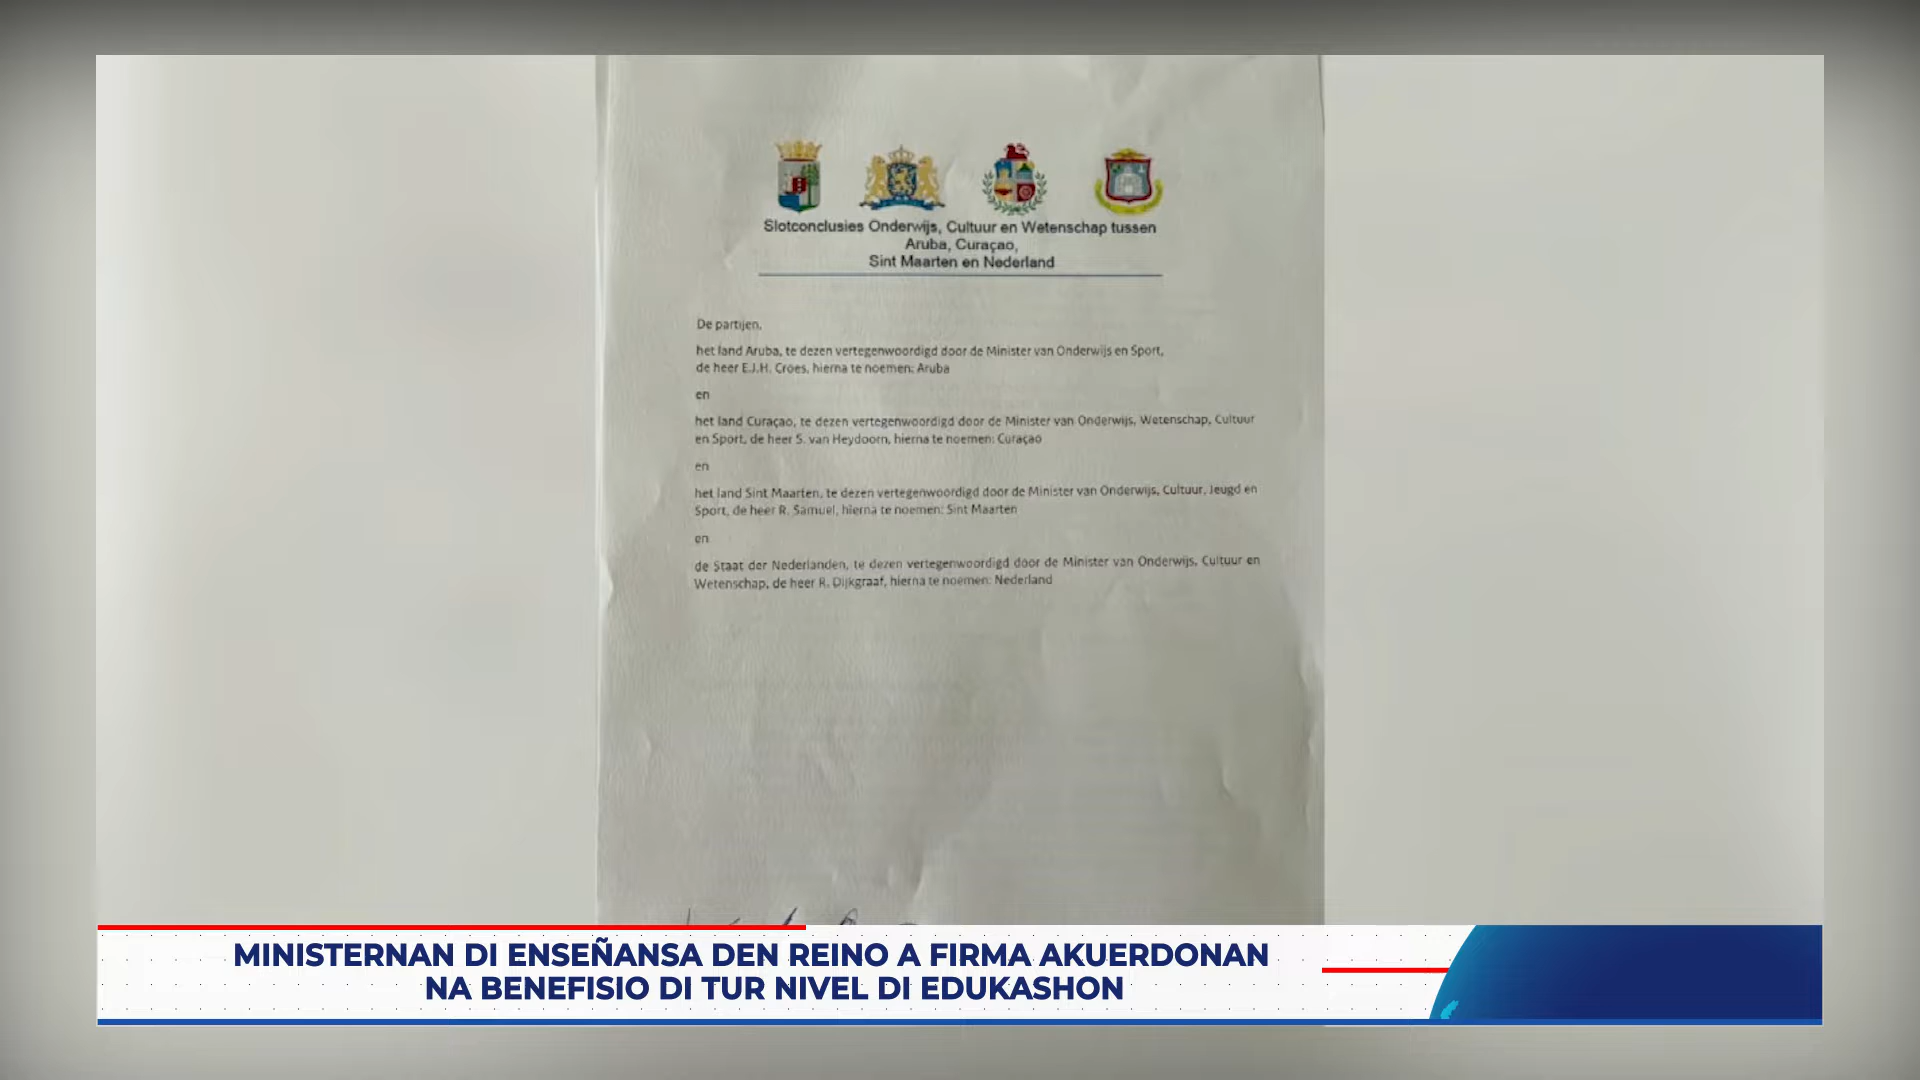 Slotconclusies Onderwijs, Cultuur en Wetenschap tussen
Aruba, Curaçao,
Sint Maarten en Nederland
De partijen,
het land Aruba, te dezen vertegenwoordigd door de Minister van Onderwijs en Sport,
de heer E.J.H. Croes, hierna te noemen: Aruba
en
het land Curaçao, te dezen vertegenwoordigd door de Minister van Onderwijs, Wetenschap, Cultuur
en Sport, de heer S. van Heydoorn, hierna te noemen: Curaçao
en
het land Sint Maarten, te dezen vertegenwoordigd door de Minister van Onderwijs, Cultuur, Jeugd en
Sport, de heer R. Samuel, hierna te noemen: Sint Maarten
en
de Staat der Nederlanden, te dezen vertegenwoordigd door de Minister van Onderwijs, Cultuur en
Wetenschap, de heer R. Dijkgraaf, hierna te noemen: Nederland
MINISTERNAN DI ENSEÑANSA DEN REINO A FIRMA AKUERDONAN
NA BENEFISIO DI TUR NIVEL DI EDUKASHON